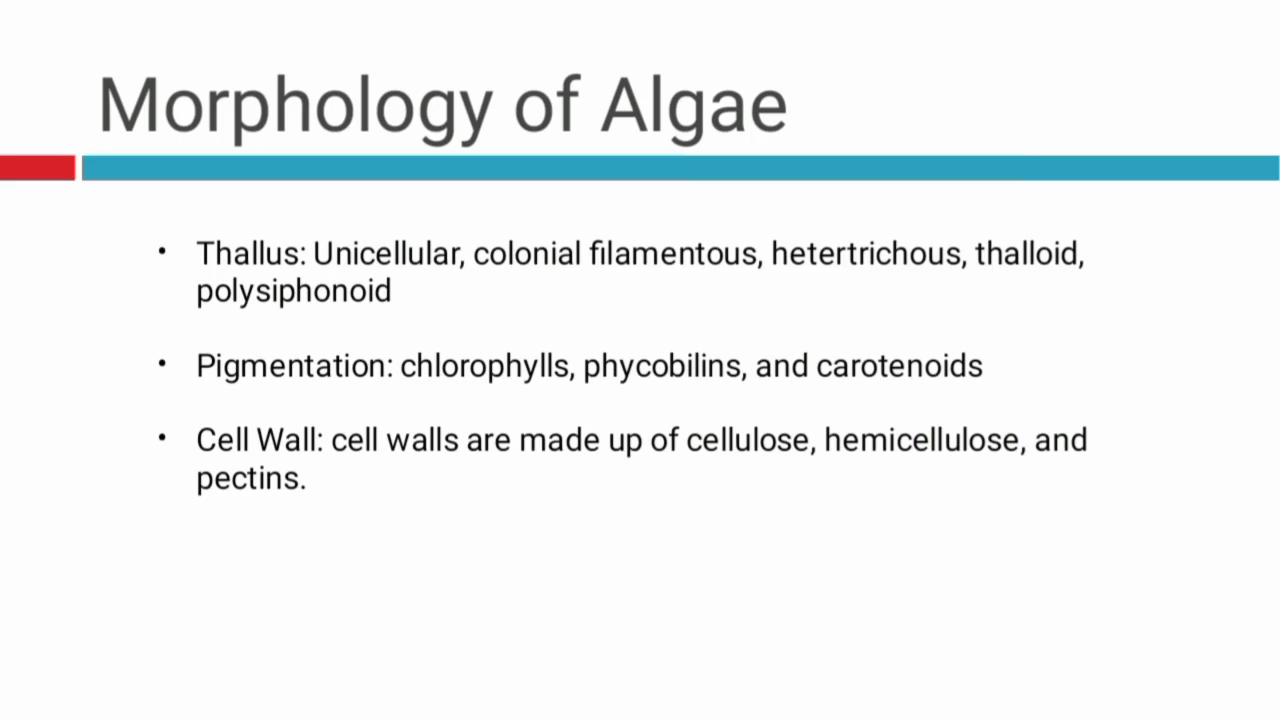 Morphology of Algae
• Thallus: Unicellular, colonial filamentous, hetertrichous, thalloid,
polysiphonoid
• Pigmentation: chlorophylls, phycobilins, and carotenoids
• Cell Wall: cell walls are made up of cellulose, hemicellulose, and
pectins.